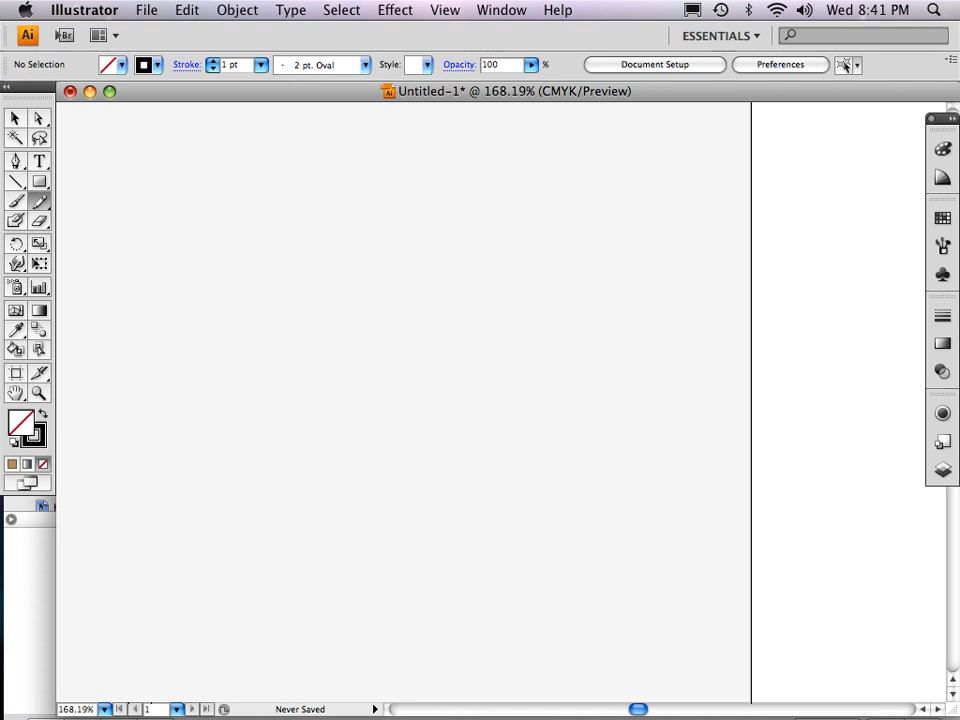 Illustrator File Edit Object Type Select Effect View Window Help Wed 8:41 PM
Ai Br ESSENTIALS
No Selection Stroke: 1 pt 2 pt. Oval Style: Opacity: 100 % Document Setup Preferences
Untitled-1* @ 168.19% (CMYK/Preview)
T
168.19% 1 Never Saved